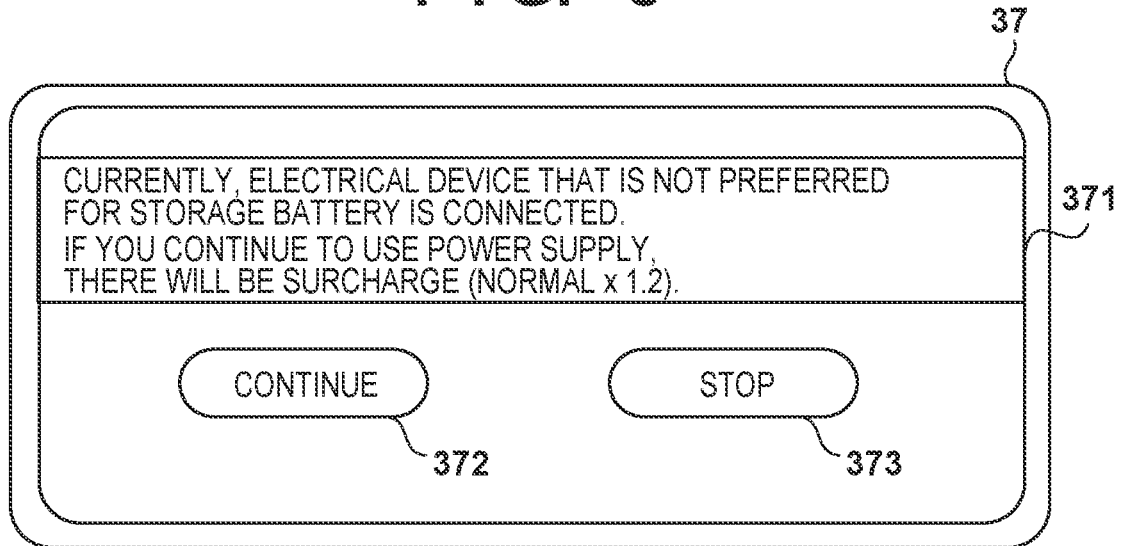 37
CURRENTLY, ELECTRICAL DEVICE THAT IS NOT PREFERRED
FOR STORAGE BATTERY IS CONNECTED.
IF YOU CONTINUE TO USE POWER SUPPLY,
THERE WILL BE SURCHARGE (NORMAL x 1.2).
371
CONTINUE
STOP
372
373